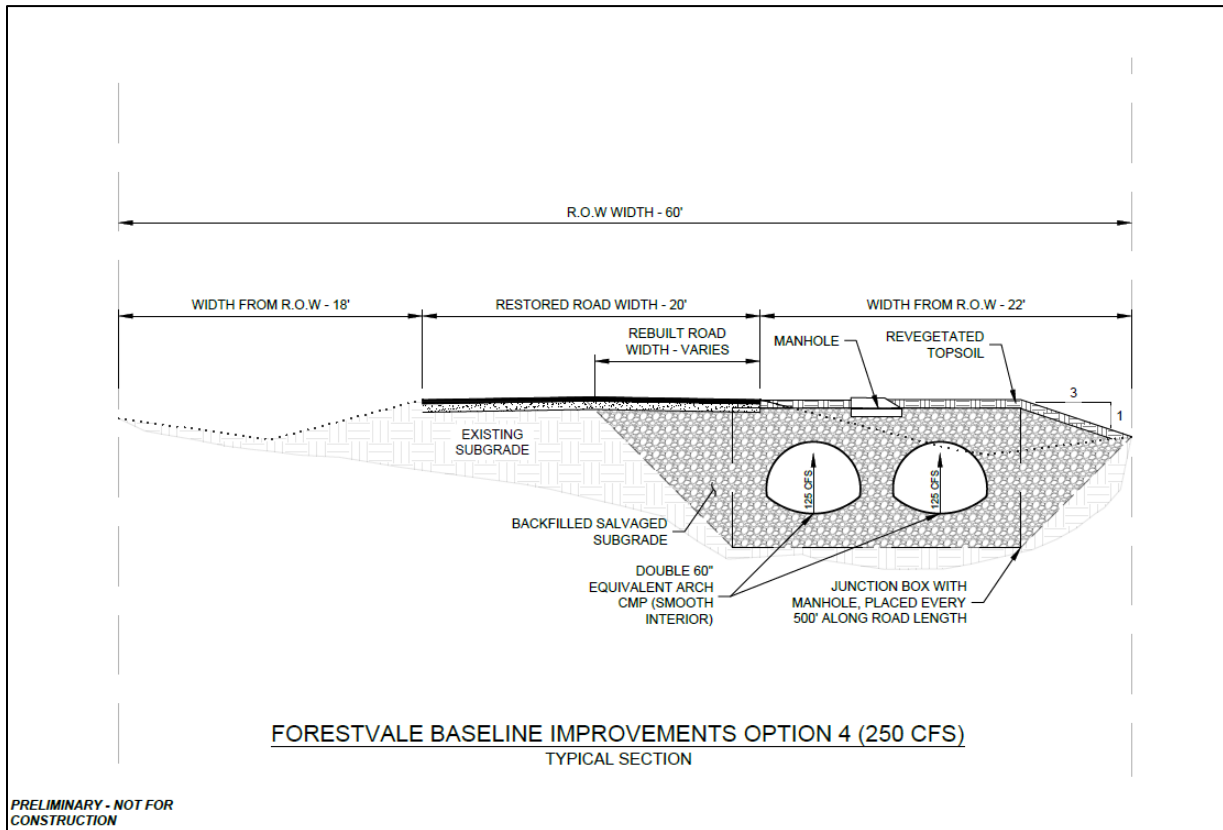 R.O.W WIDTH - 60'
WIDTH FROM R.O.W - 18'
RESTORED ROAD WIDTH - 20'
WIDTH FROM R.O.W - 22'
REBUILT ROAD
WIDTH - VARIES
MANHOLE
REVEGETATED
TOPSOIL
3
1
EXISTING
SUBGRADE
125 CFS
125 CFS
BACKFILLED SALVAGED
SUBGRADE
DOUBLE 60"
EQUIVALENT ARCH
CMP (SMOOTH
INTERIOR)
JUNCTION BOX WITH
MANHOLE, PLACED EVERY
500' ALONG ROAD LENGTH
FORESTVALE BASELINE IMPROVEMENTS OPTION 4 (250 CFS)
TYPICAL SECTION
PRELIMINARY - NOT FOR
CONSTRUCTION